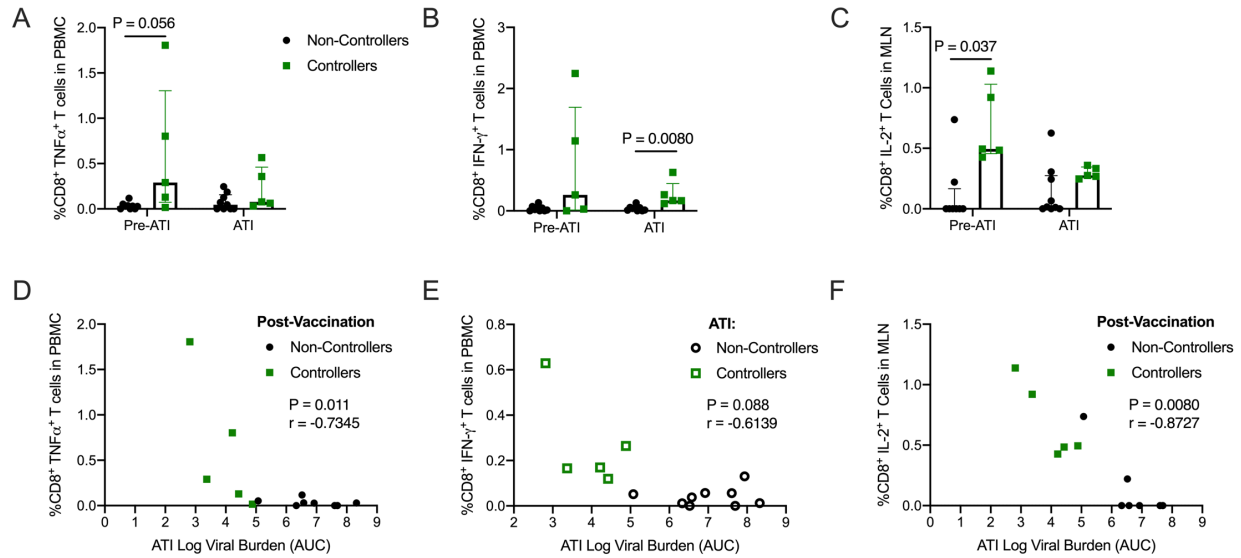 A
%CD8+ TNFα+ T cells in PBMC
2.0
1.5
1.0
0.5
0.0
P = 0.056
Pre-ATI
ATI
Non-Controllers
Controllers
B
%CD8+ IFN-γ+ T cells in PBMC
3
2
1
0
P = 0.0080
Pre-ATI
ATI
C
%CD8+ IL-2+ T Cells in MLN
1.5
1.0
0.5
0.0
P = 0.037
Pre-ATI
ATI
D
%CD8+ TNFα+ T cells in PBMC
2.0
1.5
1.0
0.5
0.0
Post-Vaccination
Non-Controllers
Controllers
P = 0.011
r = -0.7345
0 1 2 3 4 5 6 7 8 9
ATI Log Viral Burden (AUC)
E
%CD8+ IFN-γ+ T cells in PBMC
0.8
0.6
0.4
0.2
0.0
ATI:
Non-Controllers
Controllers
P = 0.088
r = -0.6139
2 3 4 5 6 7 8 9
ATI Log Viral Burden (AUC)
F
%CD8+ IL-2+ T Cells in MLN
1.5
1.0
0.5
0.0
Post-Vaccination
Non-Controllers
Controllers
P = 0.0080
r = -0.8727
0 1 2 3 4 5 6 7 8 9
ATI Log Viral Burden (AUC)